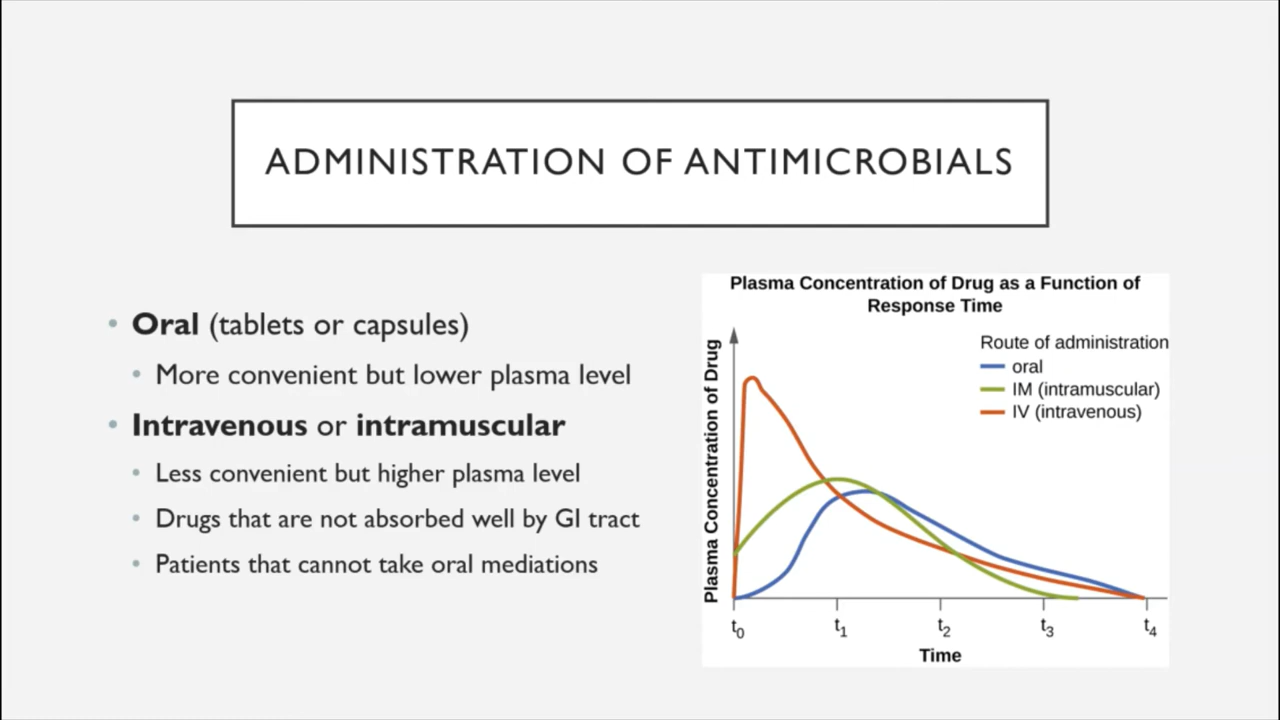 ADMINISTRATION OF ANTIMICROBIALS
• Oral (tablets or capsules)
• More convenient but lower plasma level
• Intravenous or intramuscular
• Less convenient but higher plasma level
• Drugs that are not absorbed well by GI tract
• Patients that cannot take oral mediations
Plasma Concentration of Drug as a Function of
Response Time
Plasma Concentration of Drug
Route of administration
oral
IM (intramuscular)
IV (intravenous)
t0 t1 t2 t3 t4
Time